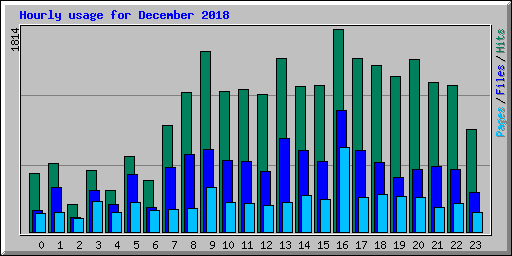 Hourly usage for December 2018
1814
Pages/Files/Hits
0 1 2 3 4 5 6 7 8 9 10 11 12 13 14 15 16 17 18 19 20 21 22 23